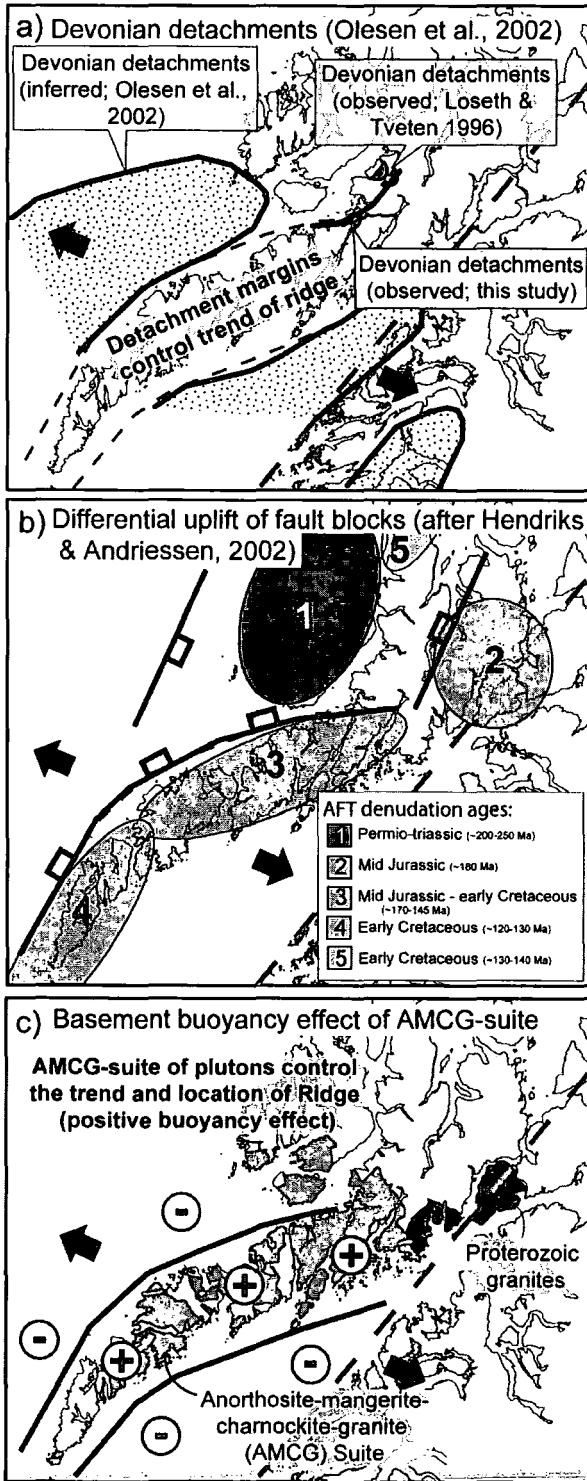 a) Devonian detachments (Olesen et al., 2002)
Devonian detachments
(inferred; Olesen et al.,
2002)
Devonian detachments
(observed; Loseth &
Tveten 1996)
Devonian detachments
(observed; this study)
Detachment margins
control trend of ridge
b) Differential uplift of fault blocks (after Hendriks
& Andriessen, 2002)
5
1
2
3
4
AFT denudation ages:
1 Permio-triassic (~200-250 Ma)
2 Mid Jurassic (~180 Ma)
3 Mid Jurassic - early Cretaceous
(~170-145 Ma)
4 Early Cretaceous (~120-130 Ma)
5 Early Cretaceous (~130-140 Ma)
c) Basement buoyancy effect of AMCG-suite
AMCG-suite of plutons control
the trend and location of Ridge
(positive buoyancy effect)
-
+
Proterozoic
granites
+
-
+
-
-
Anorthosite-mangerite-
charnockite-granite
(AMCG) Suite